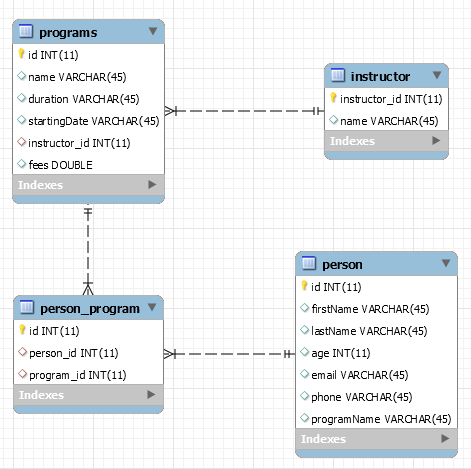 programs
id INT(11)
name VARCHAR(45)
duration VARCHAR(45)
startingDate VARCHAR(45)
instructor_id INT(11)
fees DOUBLE
Indexes
instructor
instructor_id INT(11)
name VARCHAR(45)
Indexes
person_program
id INT(11)
person_id INT(11)
program_id INT(11)
Indexes
person
id INT(11)
firstName VARCHAR(45)
lastName VARCHAR(45)
age INT(11)
email VARCHAR(45)
phone VARCHAR(45)
programName VARCHAR(45)
Indexes